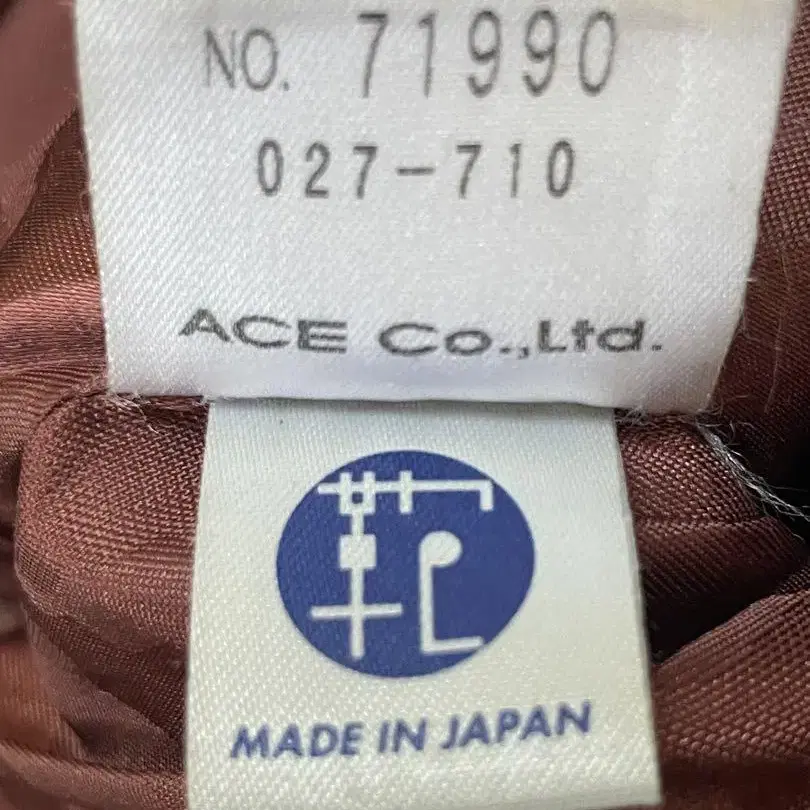 NO. 71990
027-710
ACE Co.,Ltd.
MADE IN JAPAN